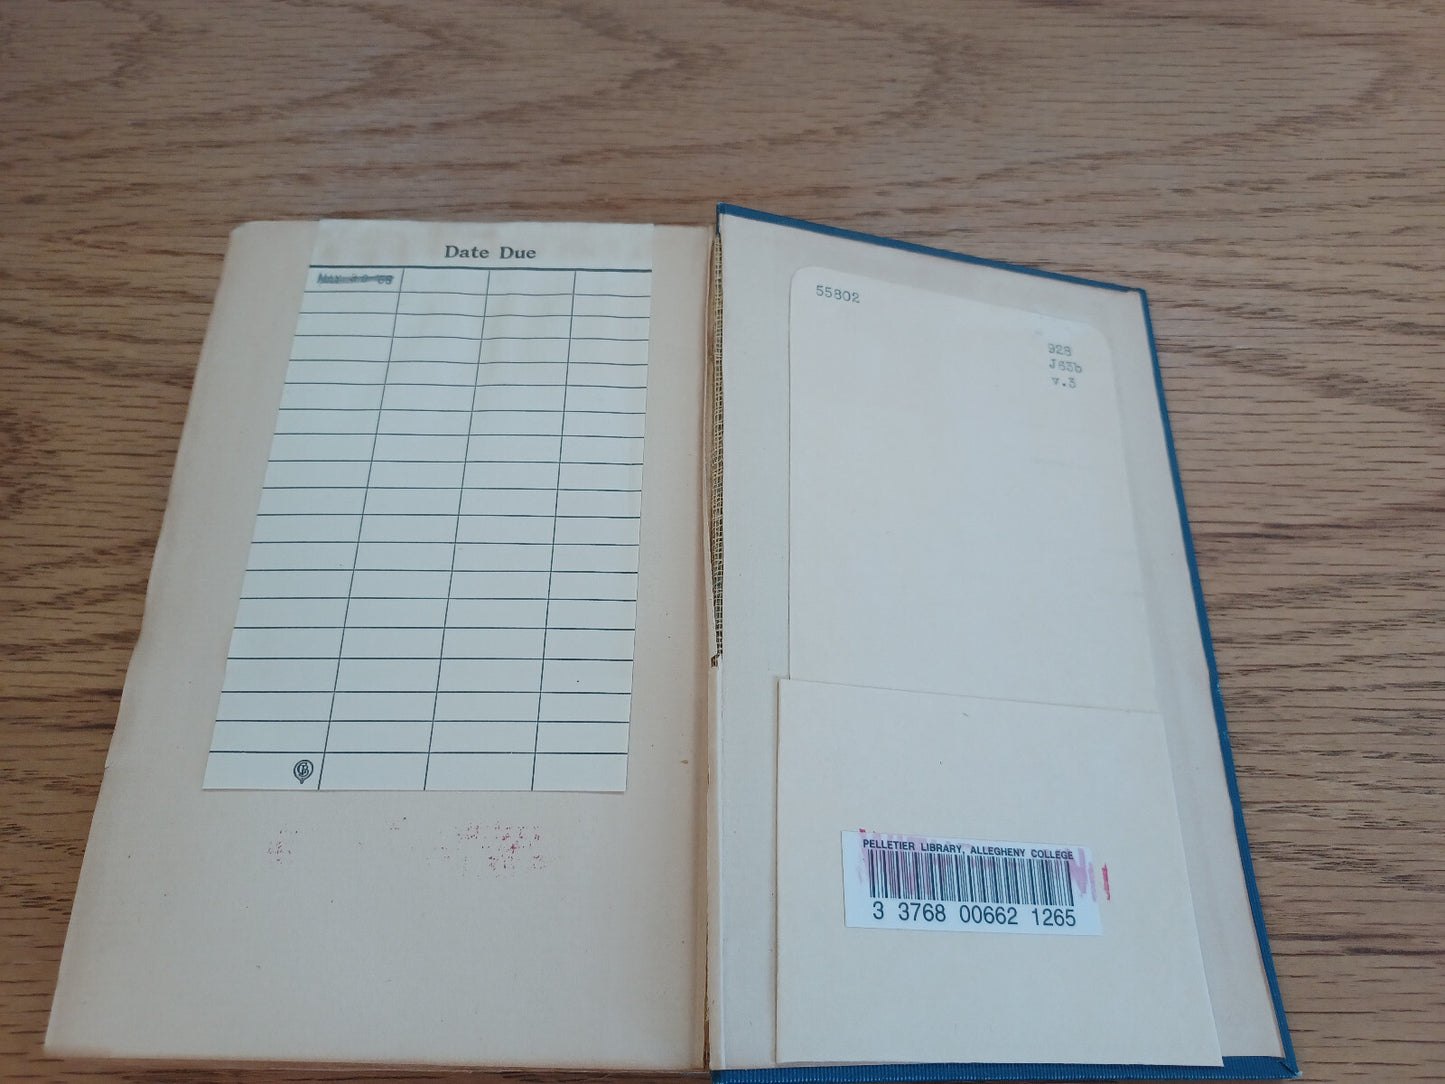 Date Due
55802
928
J63b
v.3
PELLETIER LIBRARY, ALLEGHENY COLLEGE
3 3768 00662 1265